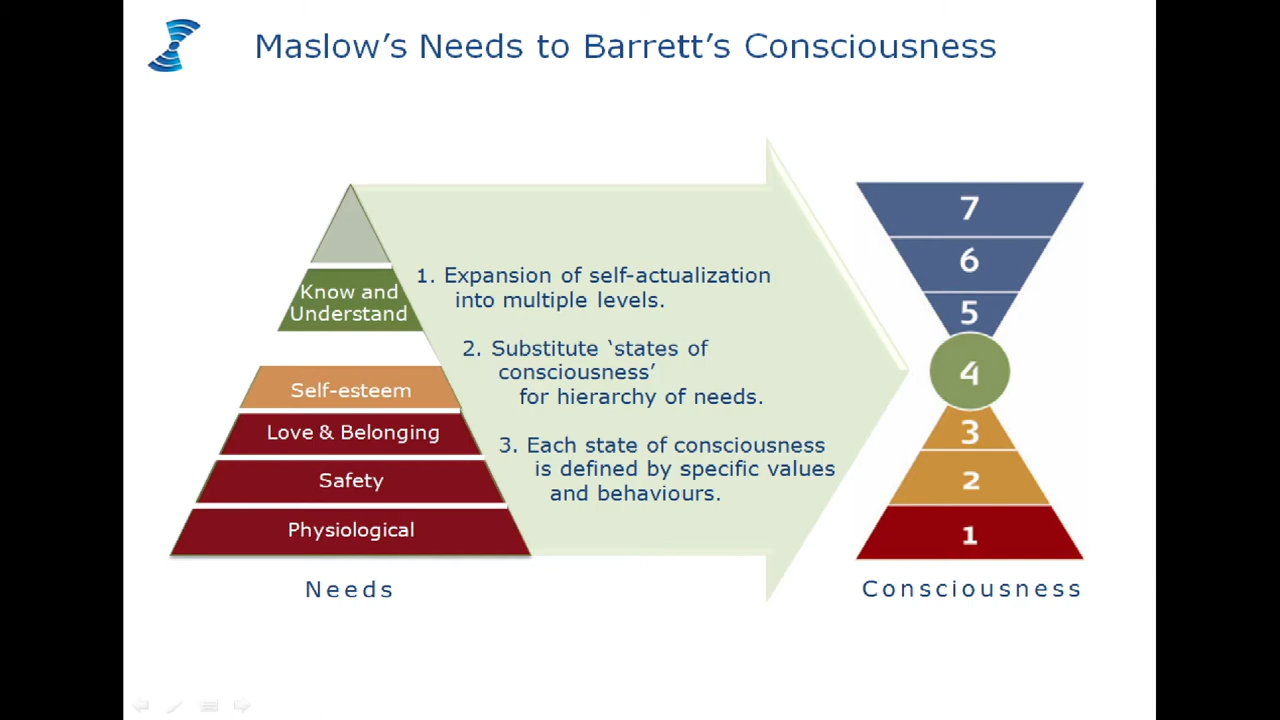 Maslow’s Needs to Barrett’s Consciousness
Know and
Understand
Self-esteem
Love & Belonging
Safety
Physiological
Needs
1. Expansion of self-actualization
into multiple levels.
2. Substitute ‘states of
consciousness’
for hierarchy of needs.
3. Each state of consciousness
is defined by specific values
and behaviours.
7
6
5
4
3
2
1
Consciousness